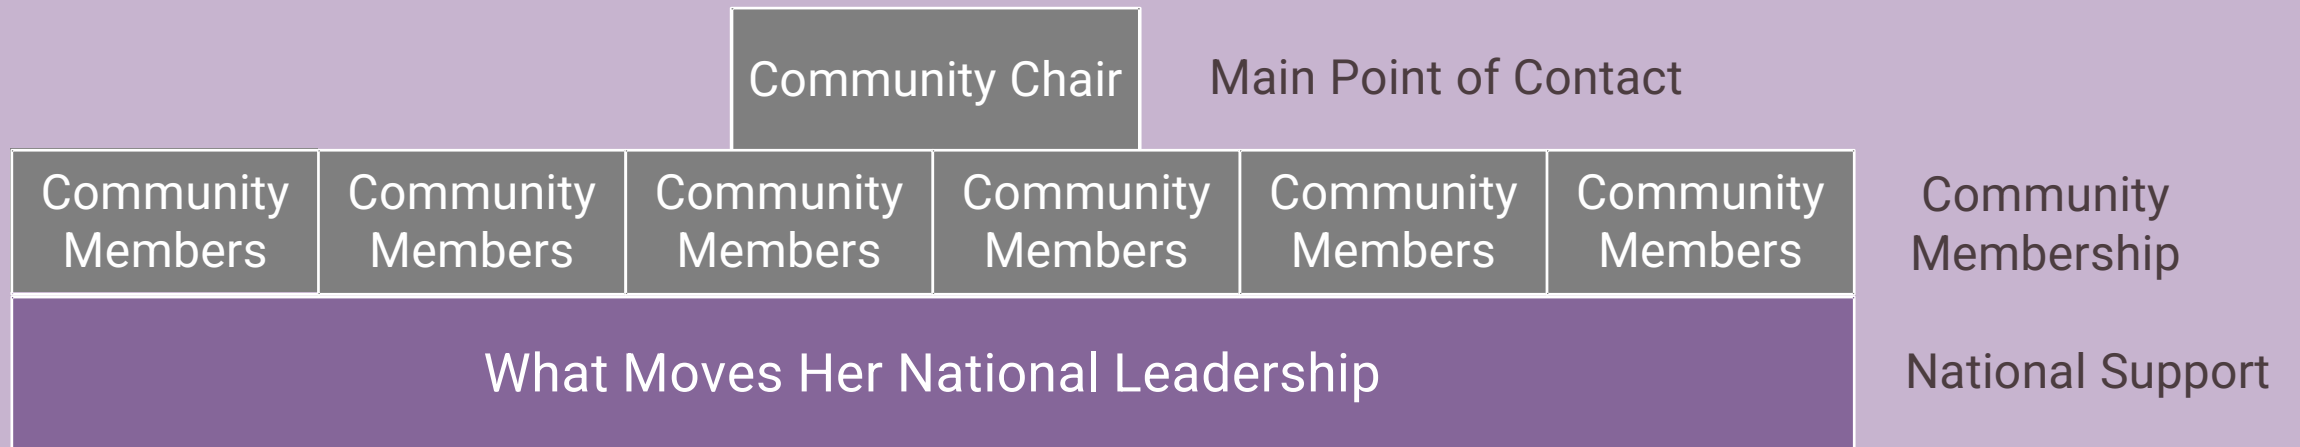 Community Chair
Main Point of Contact
Community
Members
Community
Members
Community
Members
Community
Members
Community
Members
Community
Members
Community
Membership
What Moves Her National Leadership
National Support